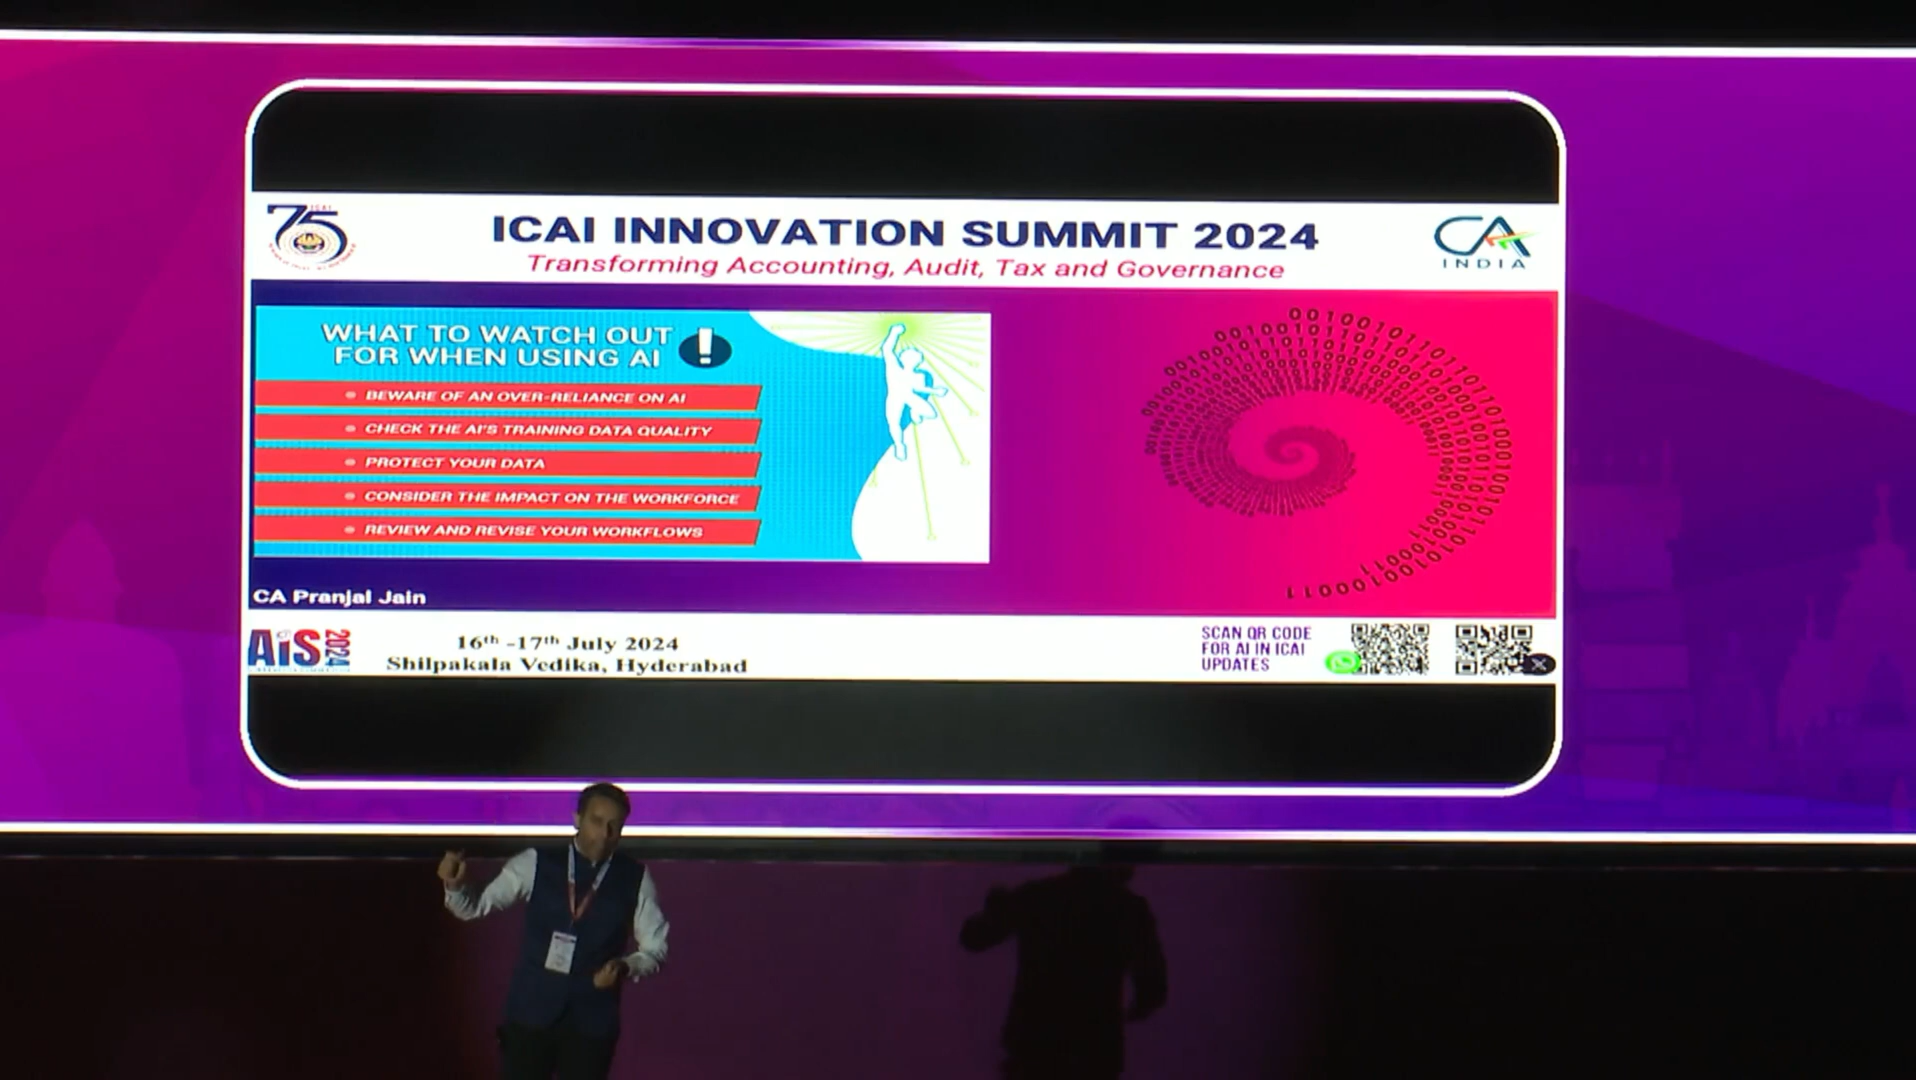 ICAI
75
ICAI INNOVATION SUMMIT 2024
Transforming Accounting, Audit, Tax and Governance
CA
INDIA
WHAT TO WATCH OUT
FOR WHEN USING AI !
BEWARE OF AN OVER-RELIANCE ON AI
CHECK THE AI'S TRAINING DATA QUALITY
PROTECT YOUR DATA
CONSIDER THE IMPACT ON THE WORKFORCE
REVIEW AND REVISE YOUR WORKFLOWS
CA Pranjal Jain
AiS 2024
16th -17th July 2024
Shilpakala Vedika, Hyderabad
SCAN QR CODE
FOR AI IN ICAI
UPDATES